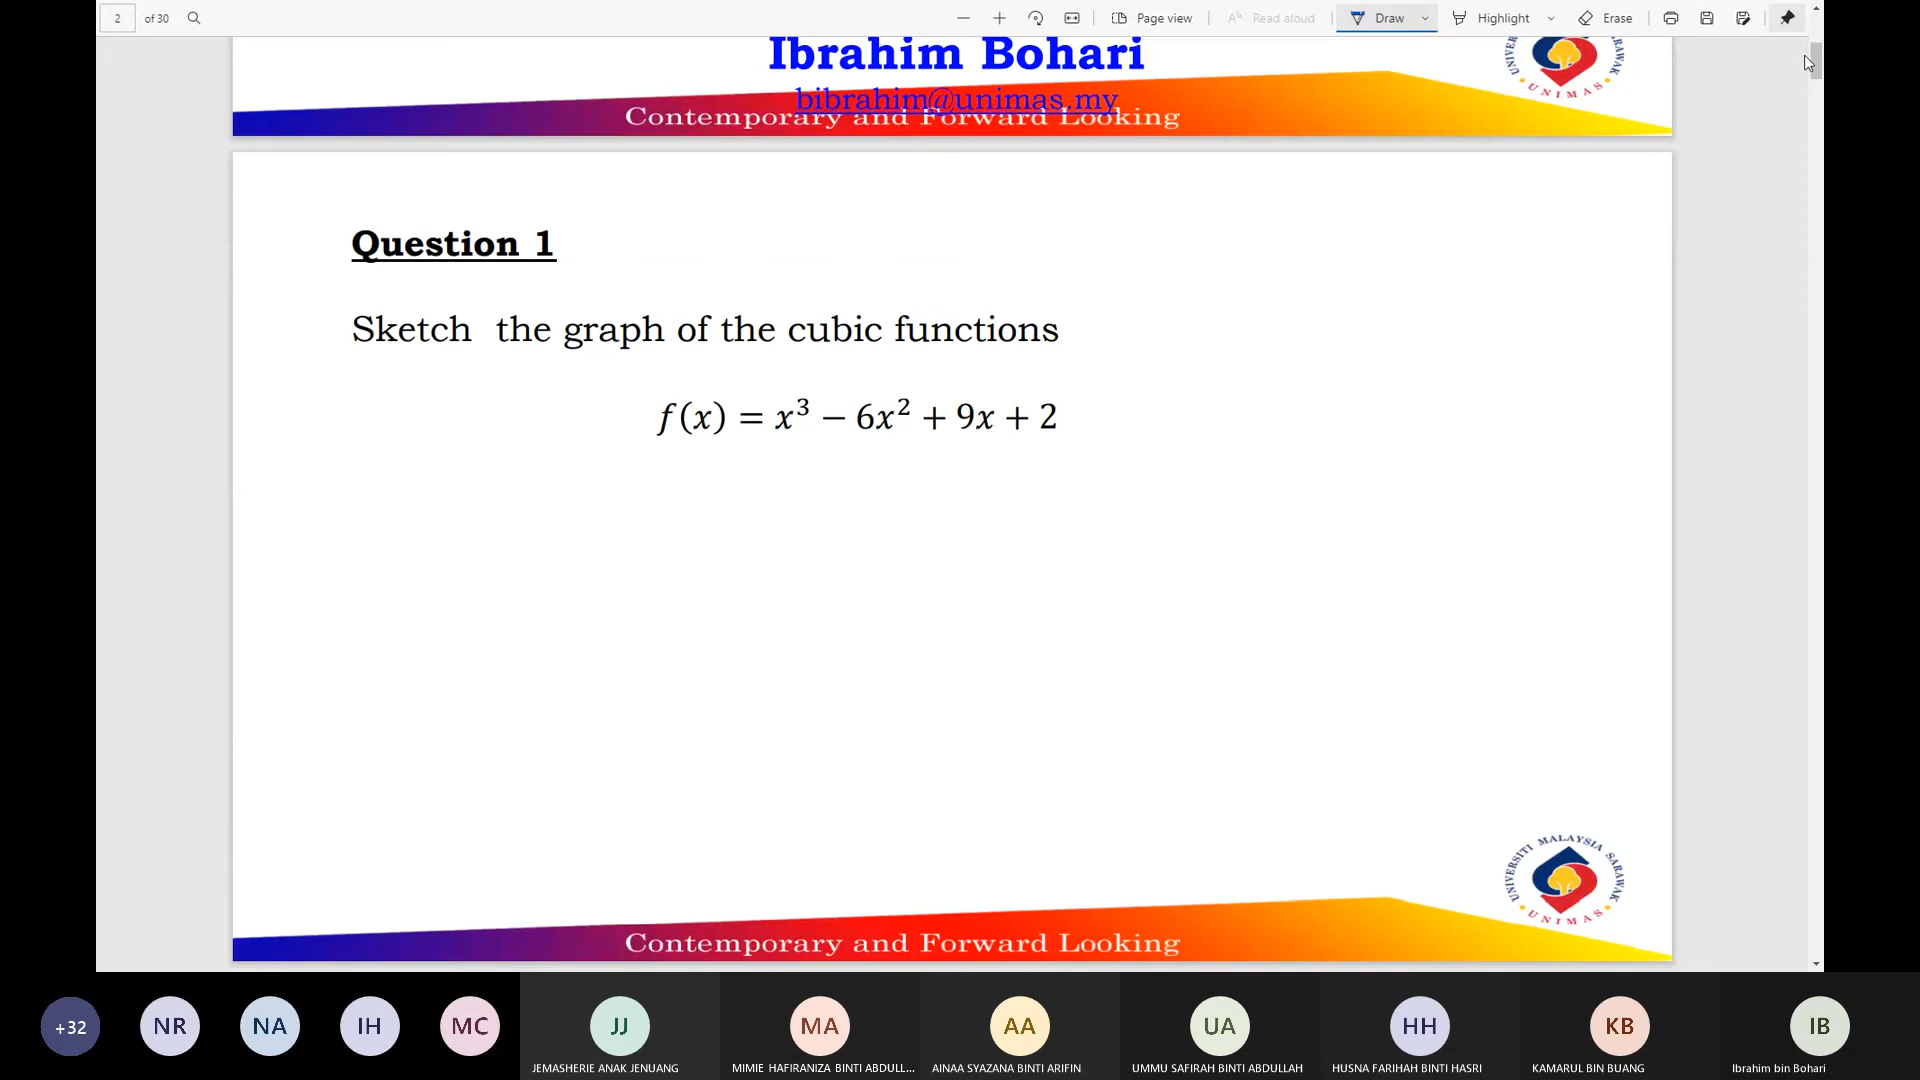 2 of 30 Page view Read aloud Draw Highlight Erase
Ibrahim Bohari
bibrahim@unimas.my
Contemporary and Forward Looking
UNIMAS
Question 1
Sketch the graph of the cubic functions
f(x) = x³ − 6x² + 9x + 2
UNIVERSITI MALAYSIA SARAWAK
UNIMAS
Contemporary and Forward Looking
+32 NR NA IH MC JJ MA AA UA HH KB IB
JEMASHERIE ANAK JENUANG MIMIE HAFIRANIZA BINTI ABDULL... AINAA SYAZANA BINTI ARIFIN UMMU SAFIRAH BINTI ABDULLAH HUSNA FARIHAH BINTI HASRI KAMARUL BIN BUANG Ibrahim bin Bohari